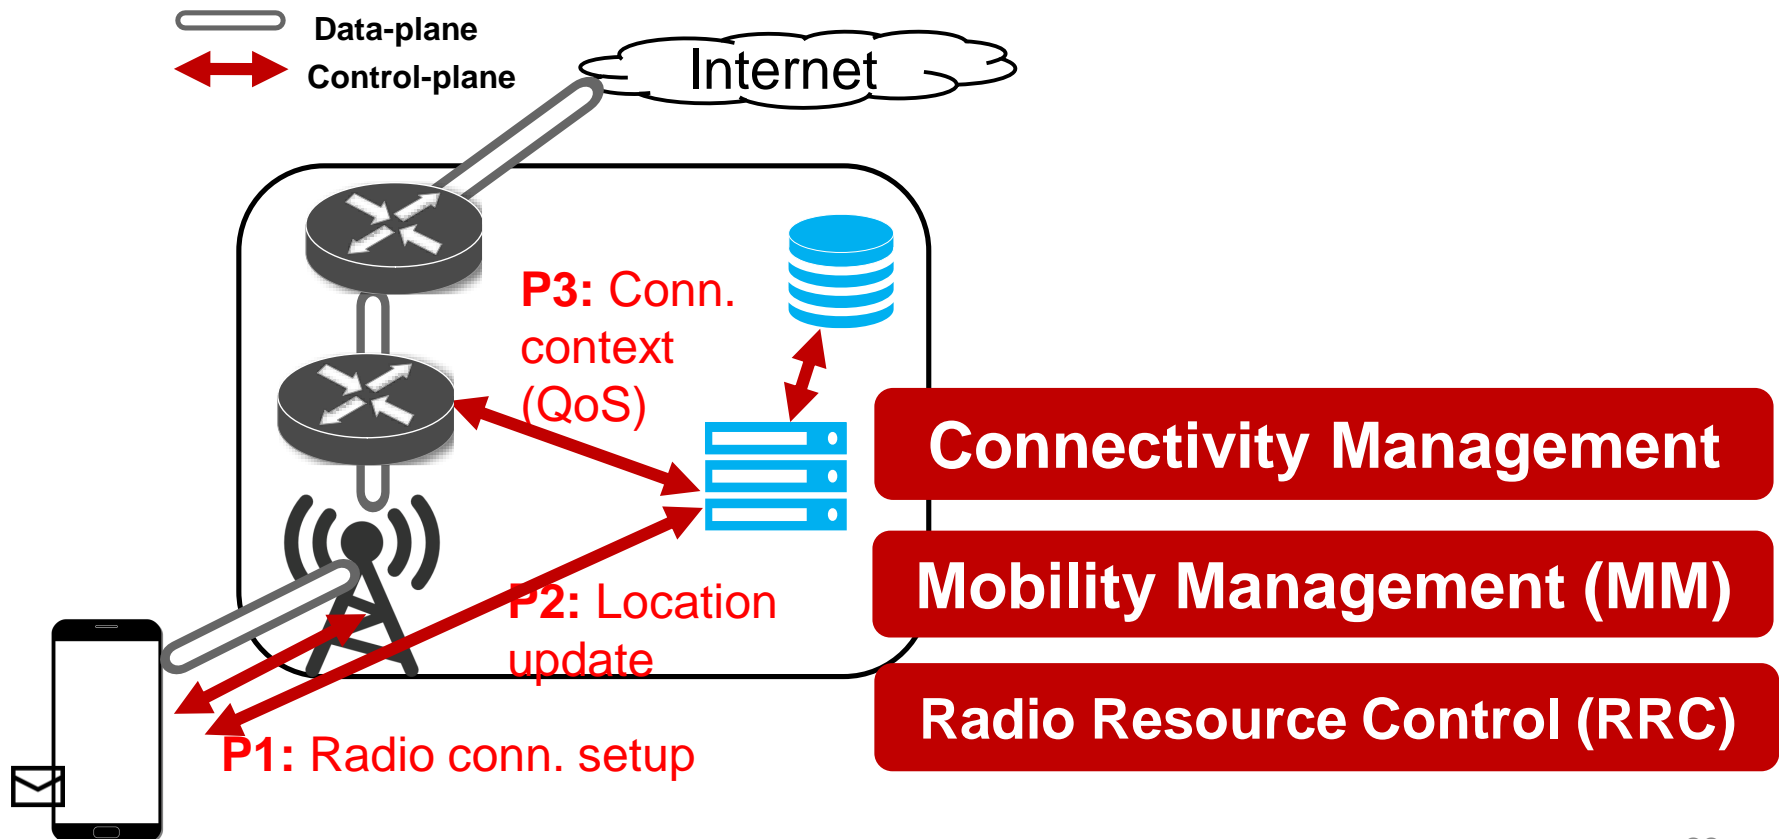 Data-plane
Control-plane
Internet
P3: Conn.
context
(QoS)
Connectivity Management
Mobility Management (MM)
P2: Location
update
Radio Resource Control (RRC)
P1: Radio conn. setup